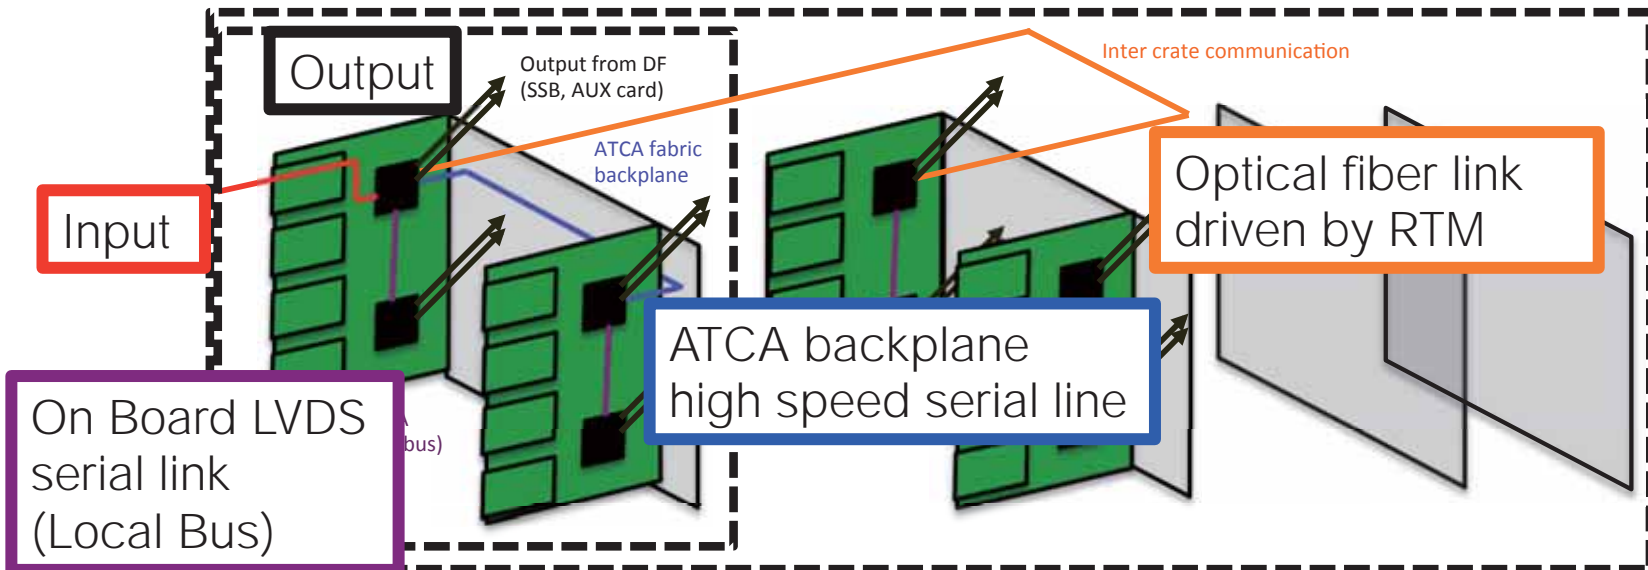 Output
Output from DF
(SSB, AUX card)
Inter crate communication
ATCA fabric
backplane
Input
Optical fiber link
driven by RTM
ATCA backplane
high speed serial line
On Board LVDS
serial link
(Local Bus)
bus)